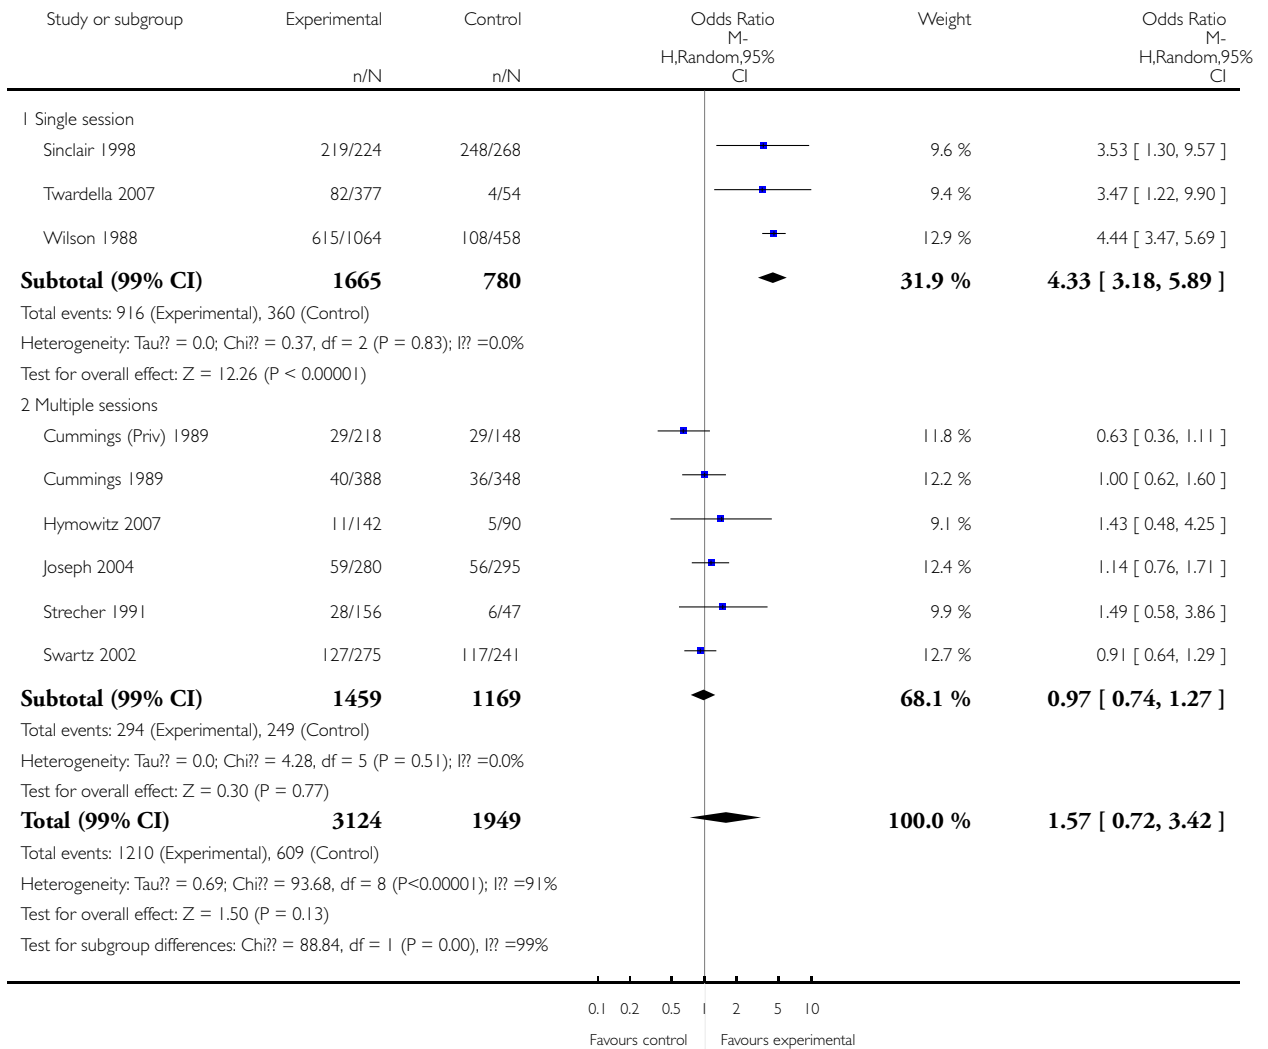 Study or subgroup Experimental Control Odds Ratio Weight Odds Ratio
M- M-
H,Random,95% H,Random,95%
n/N n/N CI CI
1 Single session
Sinclair 1998 219/224 248/268 9.6 % 3.53 [ 1.30, 9.57 ]
Twardella 2007 82/377 4/54 9.4 % 3.47 [ 1.22, 9.90 ]
Wilson 1988 615/1064 108/458 12.9 % 4.44 [ 3.47, 5.69 ]
Subtotal (99% CI) 1665 780 31.9 % 4.33 [ 3.18, 5.89 ]
Total events: 916 (Experimental), 360 (Control)
Heterogeneity: Tau?? = 0.0; Chi?? = 0.37, df = 2 (P = 0.83); I?? =0.0%
Test for overall effect: Z = 12.26 (P < 0.00001)
2 Multiple sessions
Cummings (Priv) 1989 29/218 29/148 11.8 % 0.63 [ 0.36, 1.11 ]
Cummings 1989 40/388 36/348 12.2 % 1.00 [ 0.62, 1.60 ]
Hymowitz 2007 11/142 5/90 9.1 % 1.43 [ 0.48, 4.25 ]
Joseph 2004 59/280 56/295 12.4 % 1.14 [ 0.76, 1.71 ]
Strecher 1991 28/156 6/47 9.9 % 1.49 [ 0.58, 3.86 ]
Swartz 2002 127/275 117/241 12.7 % 0.91 [ 0.64, 1.29 ]
Subtotal (99% CI) 1459 1169 68.1 % 0.97 [ 0.74, 1.27 ]
Total events: 294 (Experimental), 249 (Control)
Heterogeneity: Tau?? = 0.0; Chi?? = 4.28, df = 5 (P = 0.51); I?? =0.0%
Test for overall effect: Z = 0.30 (P = 0.77)
Total (99% CI) 3124 1949 100.0 % 1.57 [ 0.72, 3.42 ]
Total events: 1210 (Experimental), 609 (Control)
Heterogeneity: Tau?? = 0.69; Chi?? = 93.68, df = 8 (P<0.00001); I?? =91%
Test for overall effect: Z = 1.50 (P = 0.13)
Test for subgroup differences: Chi?? = 88.84, df = 1 (P = 0.00), I?? =99%
0.1 0.2 0.5 1 2 5 10
Favours control Favours experimental